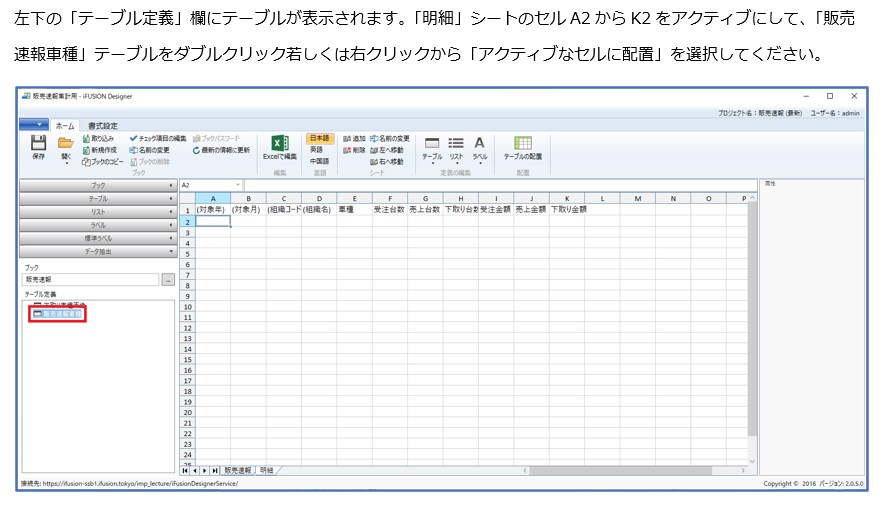 左下の「テーブル定義」欄にテーブルが表示されます。「明細」シートのセル A2 から K2 をアクティブにして、「販売
速報車種」テーブルをダブルクリック若しくは右クリックから「アクティブなセルに配置」を選択してください。
販売速報集計用 - iFUSION Designer
プロジェクト名：販売速報 (最新) ユーザー名：admin
ホーム 書式設定
保存 開く 取り込み 新規作成 ブックのコピー チェック項目の編集 名前の変更 ブックの削除 ブックパスワード 最新の情報に更新 ブック
Excelで編集 編集
日本語 英語 中国語 言語
追加 削除 名前の変更 左へ移動 右へ移動 シート
テーブル リスト ラベル 定義の編集
テーブルの配置 配置
ブック
テーブル
リスト
ラベル
標準ラベル
データ抽出
ブック
販売速報
...
テーブル定義
販売速報車種
A2
A B C D E F G H I J K L M N O P
1 (対象年) (対象月) (組織コード (組織名) 車種 受注台数 売上台数 下取り台数 受注金額 売上金額 下取り金額
2
3
4
5
6
7
8
9
10
11
12
13
14
15
16
17
18
19
20
21
22
23
24
25
販売速報 明細
属性
接続先: https://ifusion-ssb1.ifusion.tokyo/imp_lecture/iFusionDesignerService/
Copyright © 2016 バージョン: 2.0.5.0